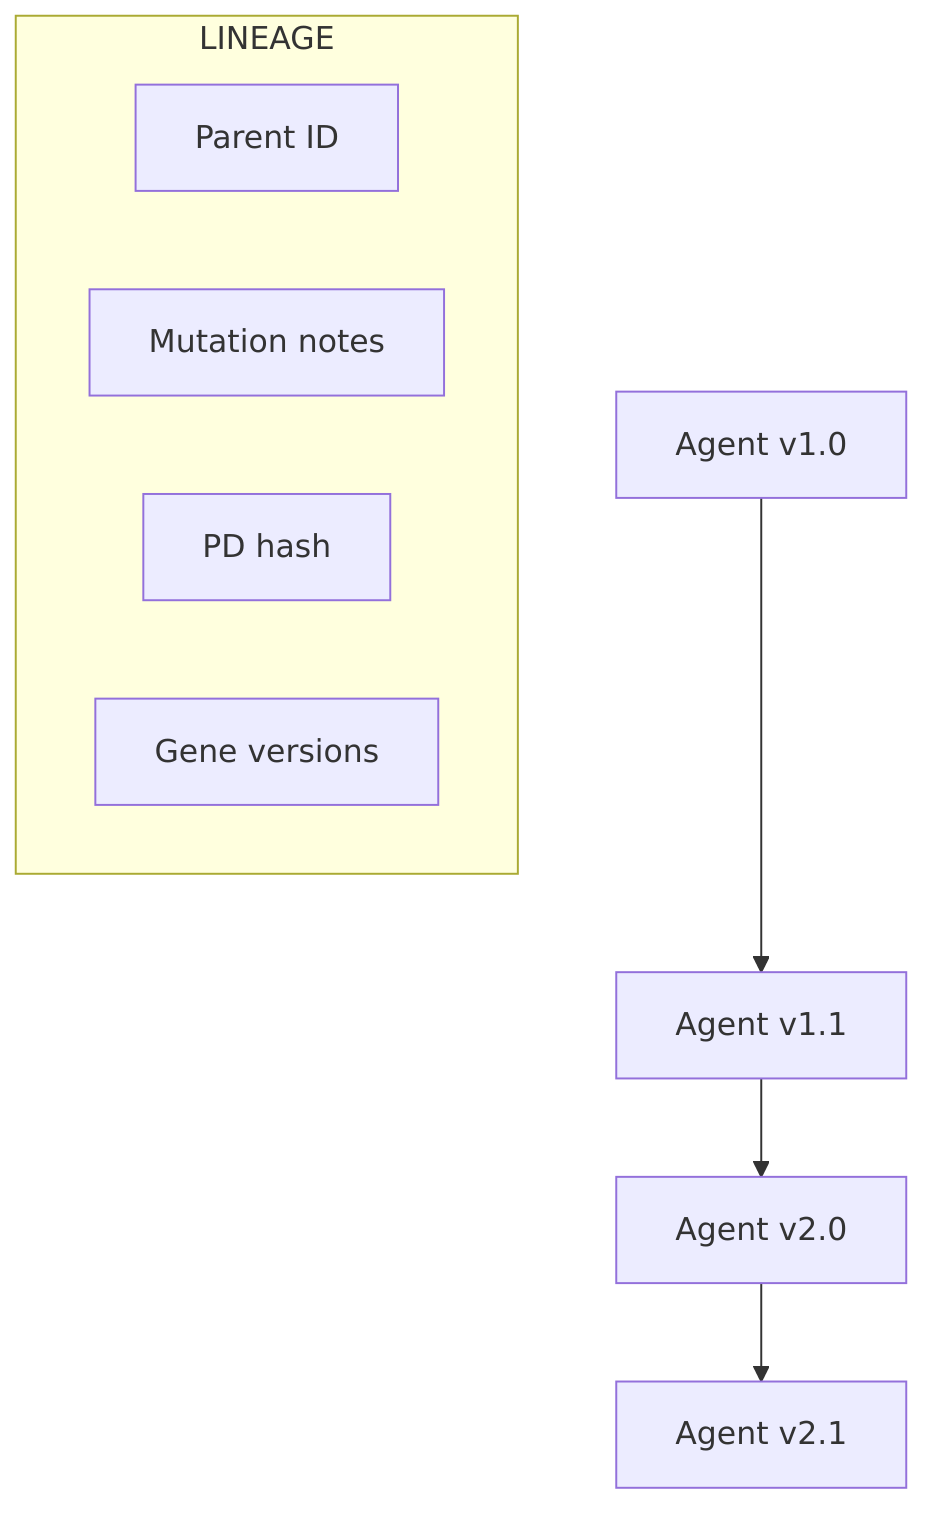 LINEAGE
Parent ID
Mutation notes
PD hash
Gene versions
Agent v1.0
Agent v1.1
Agent v2.0
Agent v2.1